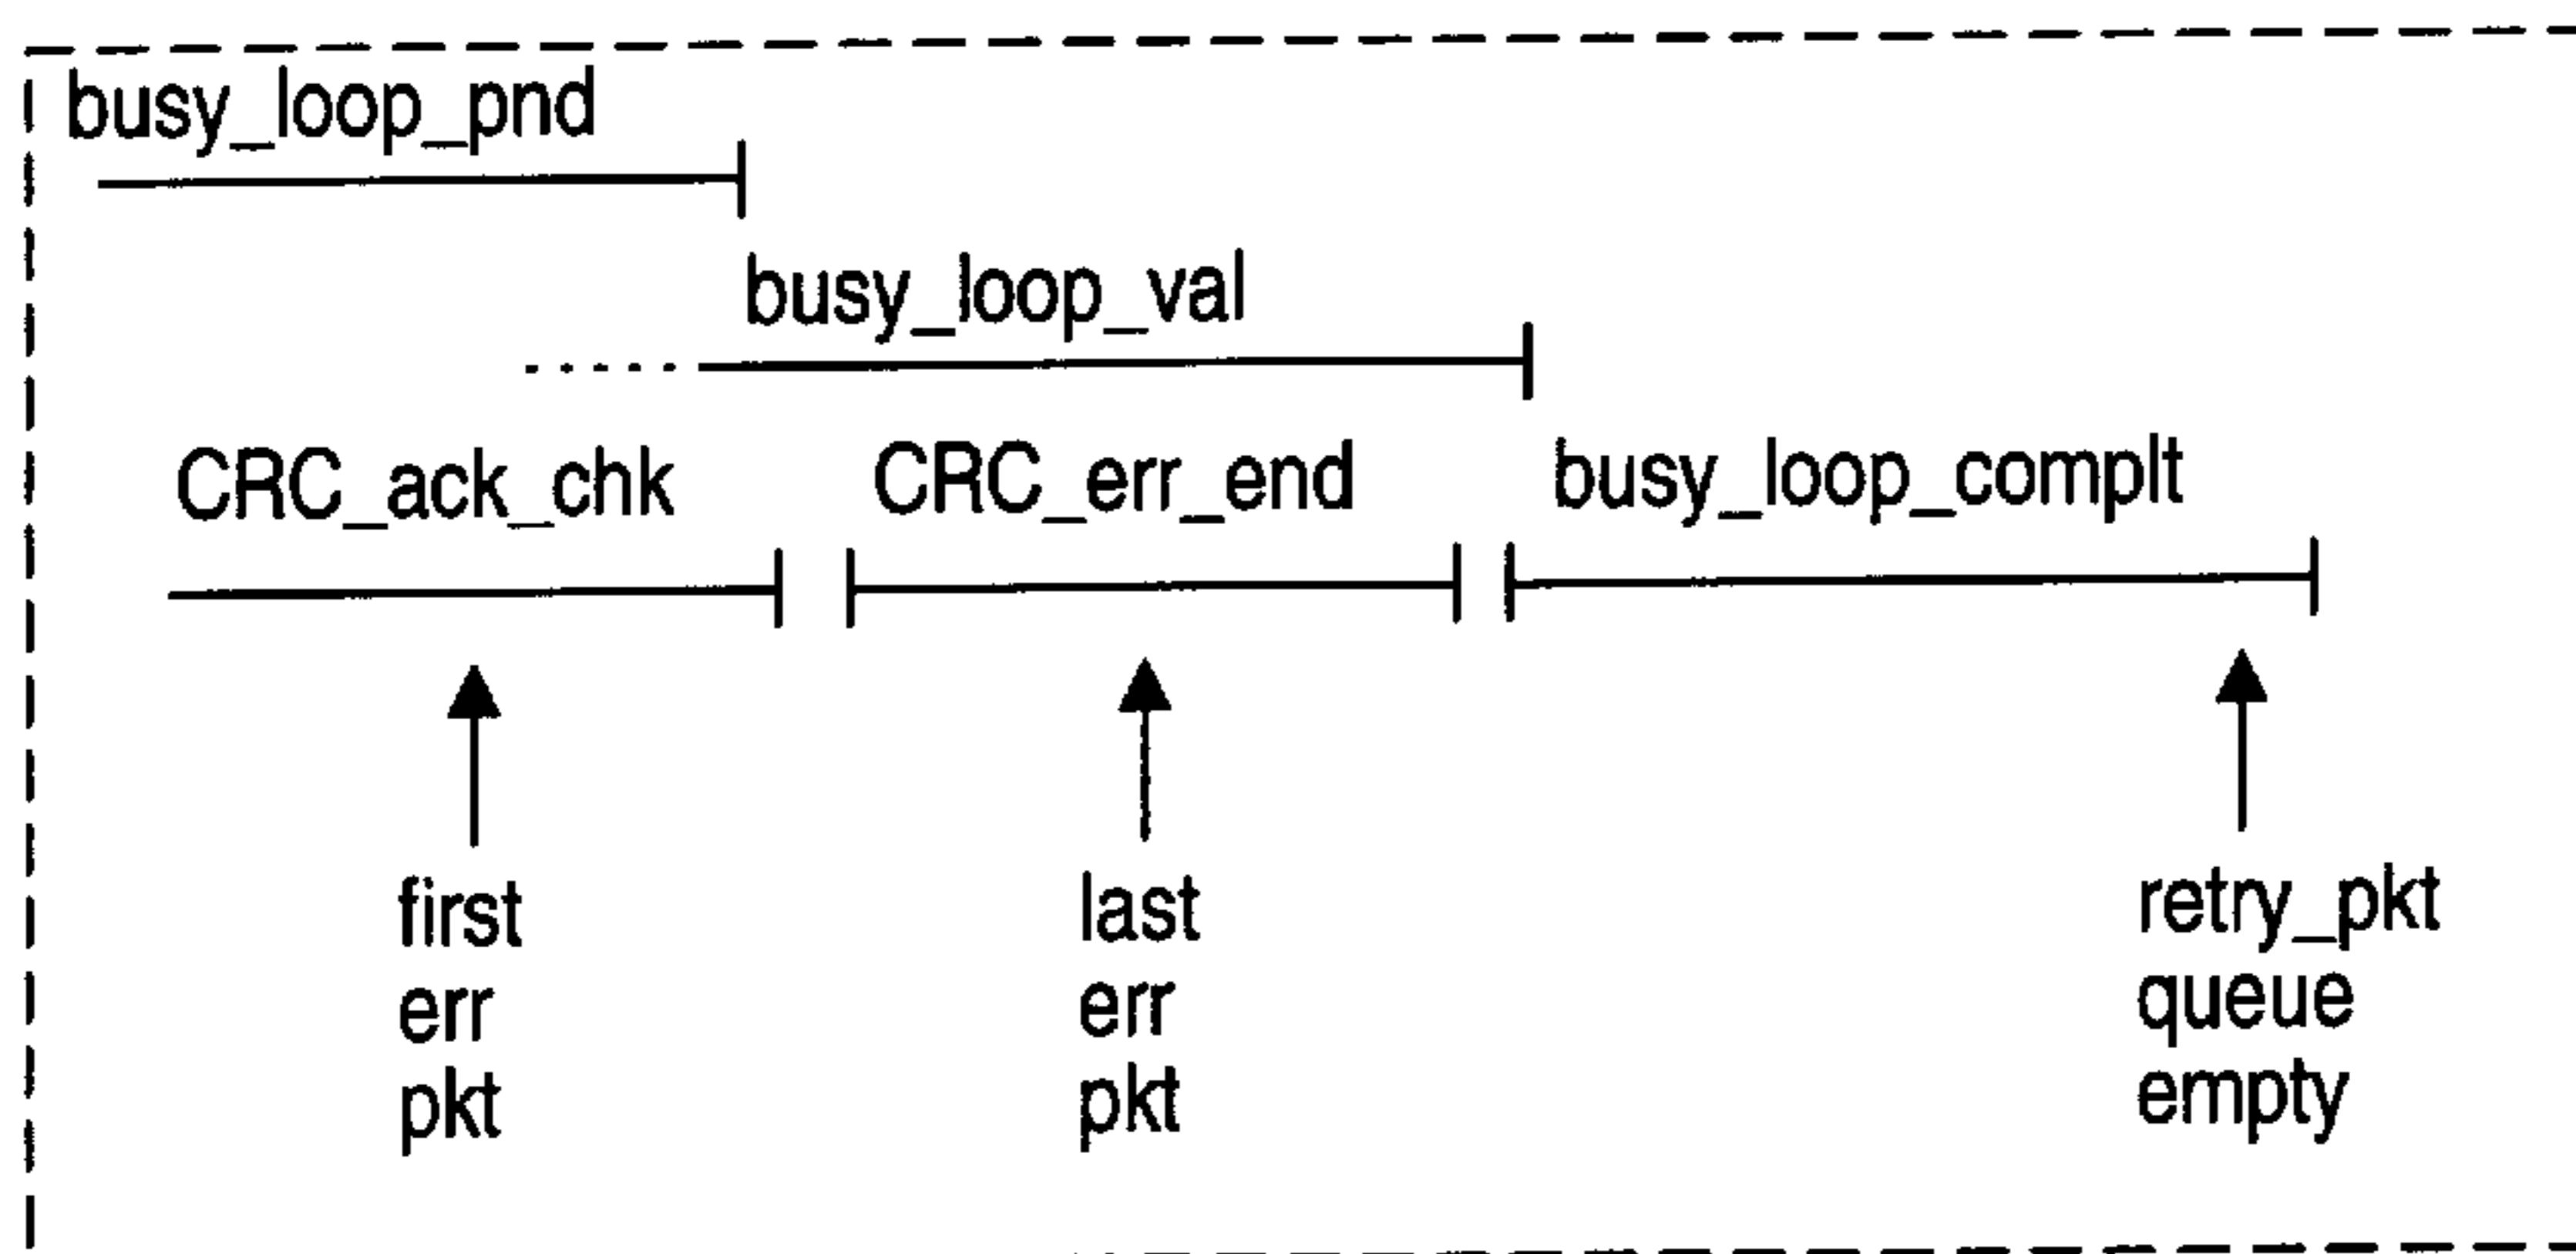 busy_loop_pnd
busy_loop_val
CRC_ack_chk
CRC_err_end
busy_loop_complt
first
err
pkt
last
err
pkt
retry_pkt
queue
empty